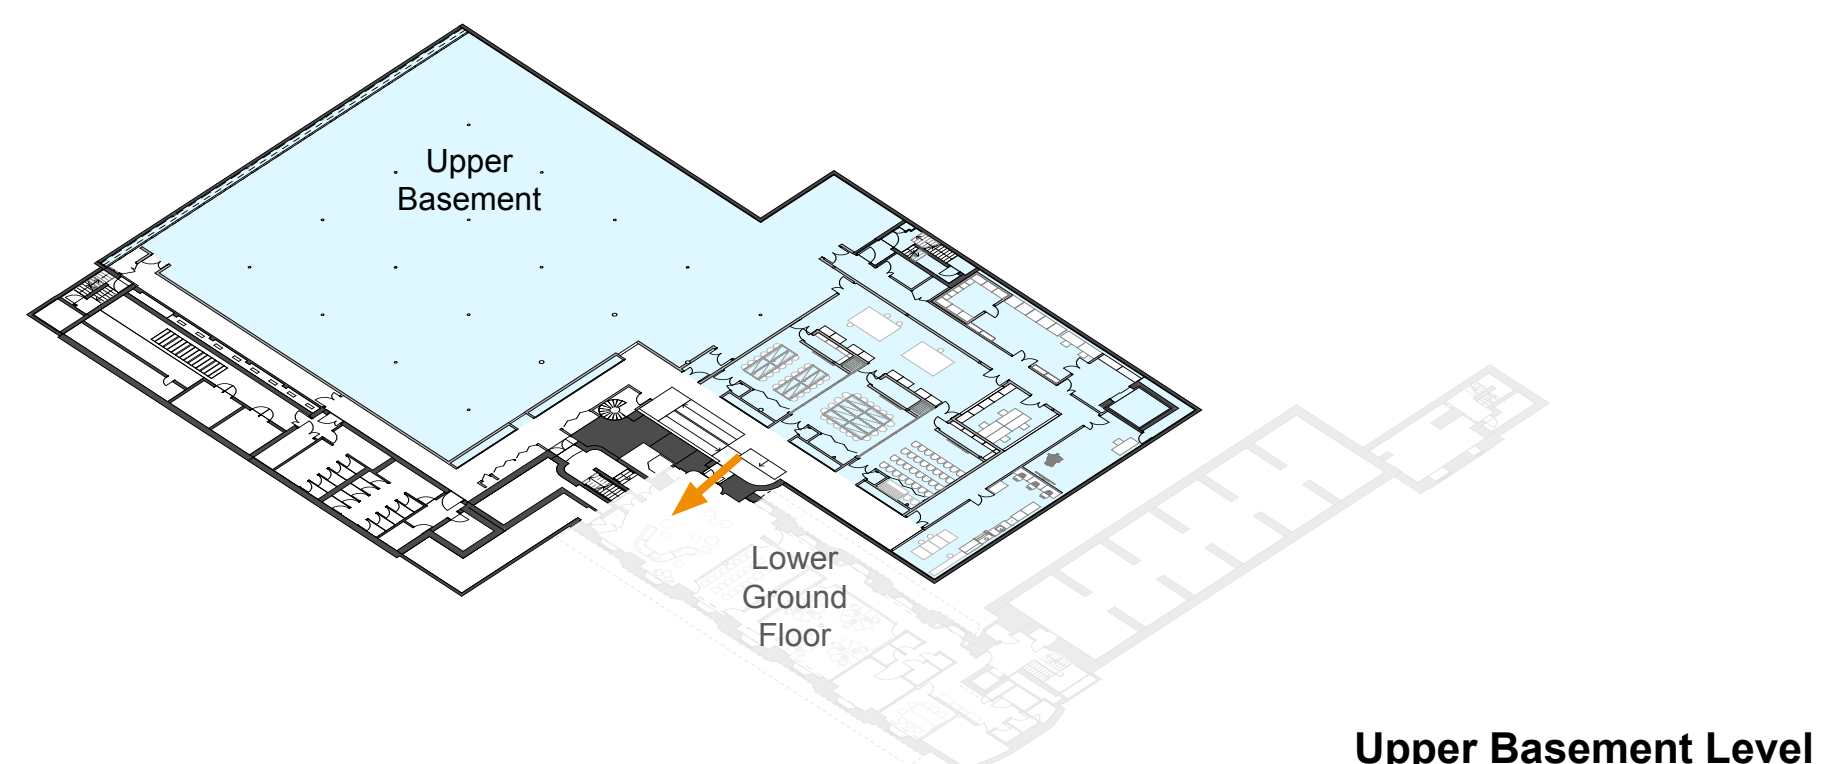 Upper
Basement
Lower
Ground
Floor
Upper Basement Level